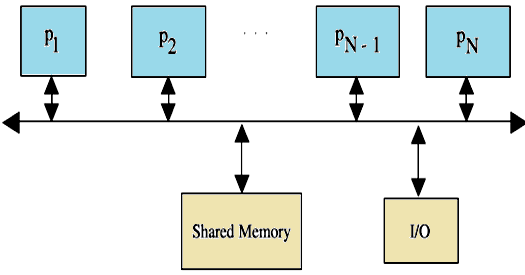 p1
p2
. . .
pN - 1
pN
Shared Memory
I/O